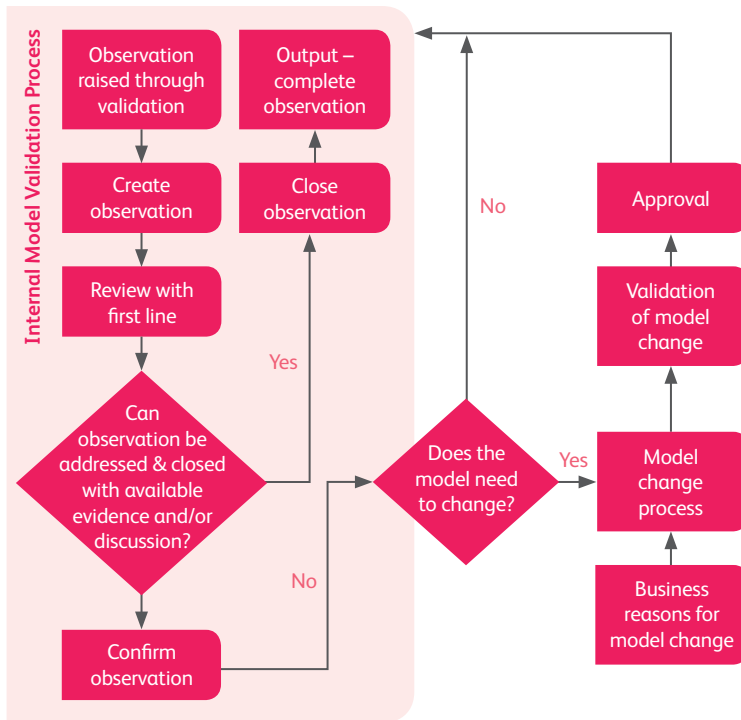 Internal Model Validation Process
Observation
raised through
validation
Create
observation
Review with
first line
Can
observation be
addressed & closed
with available
evidence and/or
discussion?
No
Confirm
observation
Yes
Close
observation
Output –
complete
observation
Does the
model need
to change?
No
Yes
Model
change
process
Business
reasons for
model change
Validation
of model
change
Approval